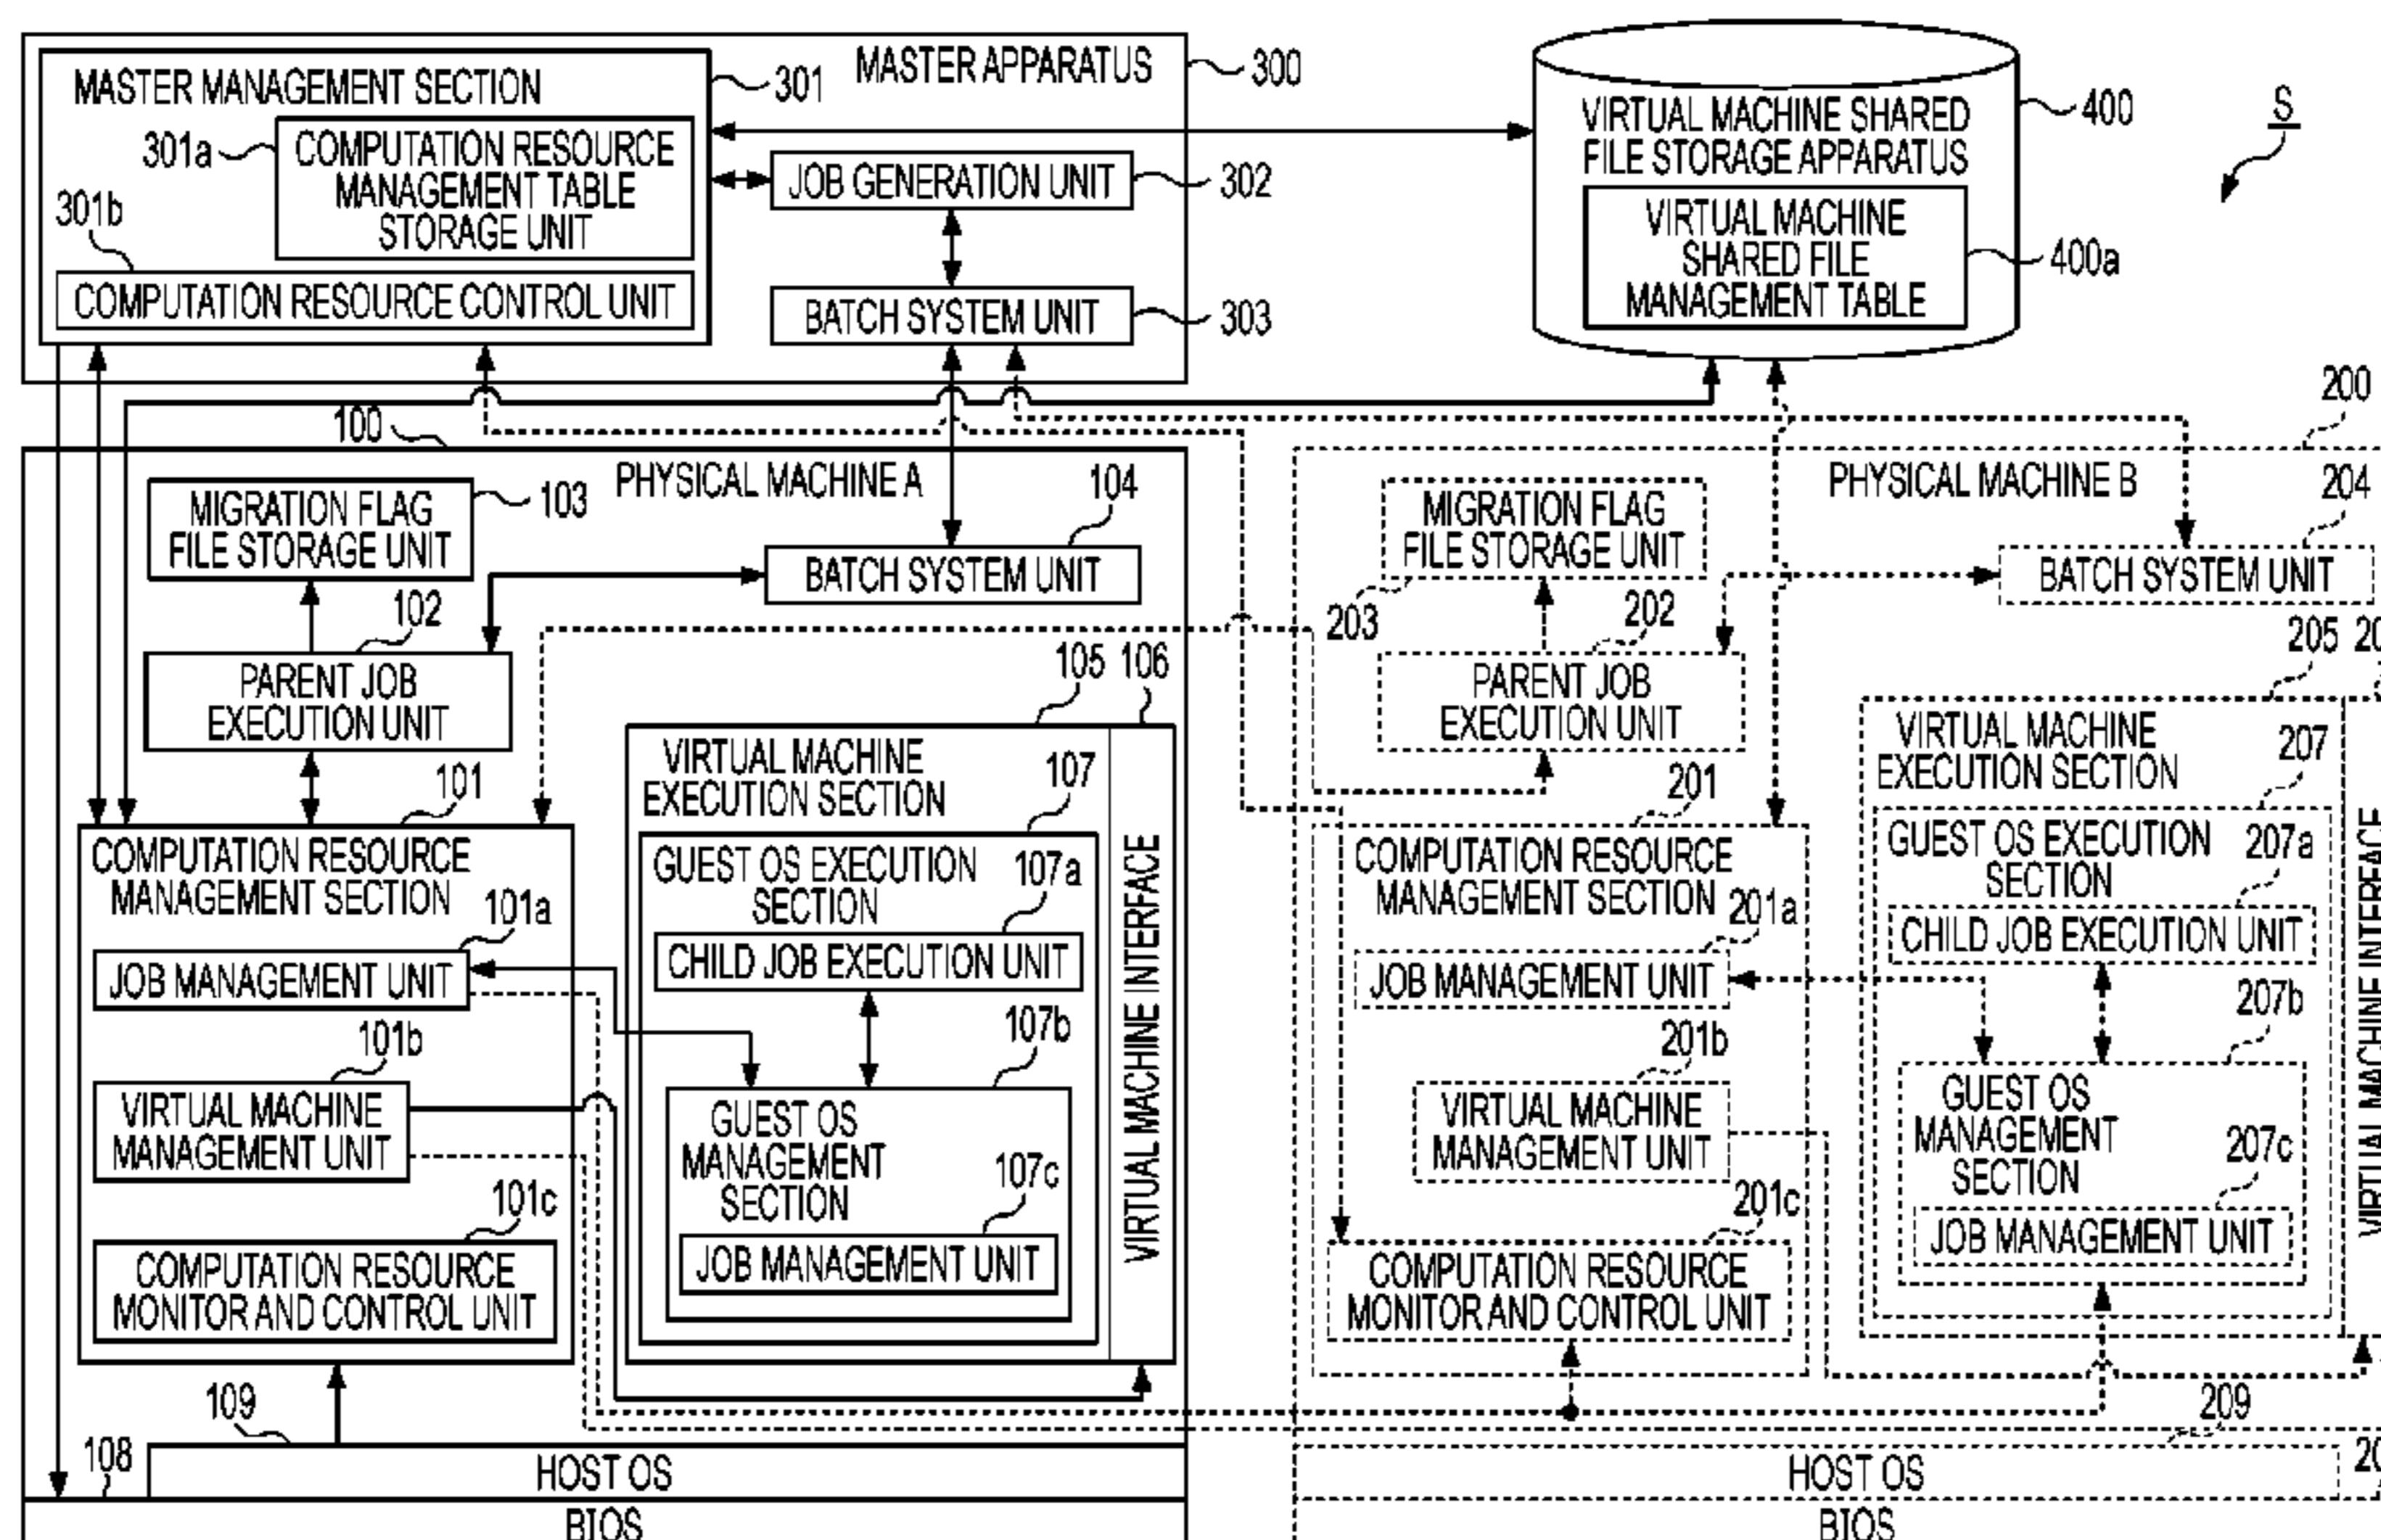 MASTER APPARATUS
300
MASTER MANAGEMENT SECTION
301
301a
COMPUTATION RESOURCE
MANAGEMENT TABLE
STORAGE UNIT
301b
COMPUTATION RESOURCE CONTROL UNIT
JOB GENERATION UNIT
302
BATCH SYSTEM UNIT
303
VIRTUAL MACHINE SHARED
FILE STORAGE APPARATUS
400
VIRTUAL MACHINE
SHARED FILE
MANAGEMENT TABLE
400a
S
100
PHYSICAL MACHINE A
MIGRATION FLAG
FILE STORAGE UNIT
103
104
BATCH SYSTEM UNIT
102
PARENT JOB
EXECUTION UNIT
101
COMPUTATION RESOURCE
MANAGEMENT SECTION
101a
JOB MANAGEMENT UNIT
101b
VIRTUAL MACHINE
MANAGEMENT UNIT
101c
COMPUTATION RESOURCE
MONITOR AND CONTROL UNIT
105
106
VIRTUAL MACHINE
EXECUTION SECTION
107
GUEST OS EXECUTION
SECTION
107a
CHILD JOB EXECUTION UNIT
107b
GUEST OS
MANAGEMENT
SECTION
107c
JOB MANAGEMENT UNIT
VIRTUAL MACHINE INTERFACE
109
HOST OS
108
BIOS
200
PHYSICAL MACHINE B
MIGRATION FLAG
FILE STORAGE UNIT
203
204
BATCH SYSTEM UNIT
202
PARENT JOB
EXECUTION UNIT
201
COMPUTATION RESOURCE
MANAGEMENT SECTION
201a
JOB MANAGEMENT UNIT
201b
VIRTUAL MACHINE
MANAGEMENT UNIT
201c
COMPUTATION RESOURCE
MONITOR AND CONTROL UNIT
205
VIRTUAL MACHINE
EXECUTION SECTION
207
GUEST OS EXECUTION
SECTION
207a
CHILD JOB EXECUTION UNIT
207b
GUEST OS
MANAGEMENT
SECTION
207c
JOB MANAGEMENT UNIT
VIRTUAL MACHINE INTERFACE
209
HOST OS
BIOS